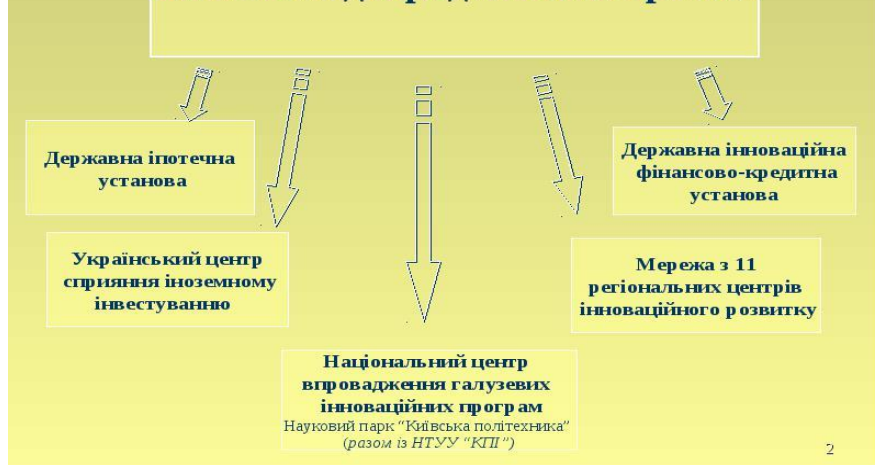 Державна іпотечна
установа
Державна інноваційна
фінансово-кредитна
установа
Український центр
сприяння іноземному
інвестуванню
Мережа з 11
регіональних центрів
інноваційного розвитку
Національний центр
впровадження галузевих
інноваційних програм
Науковий парк “Київська політехника”
(разом із НТУУ “КПІ”)
2